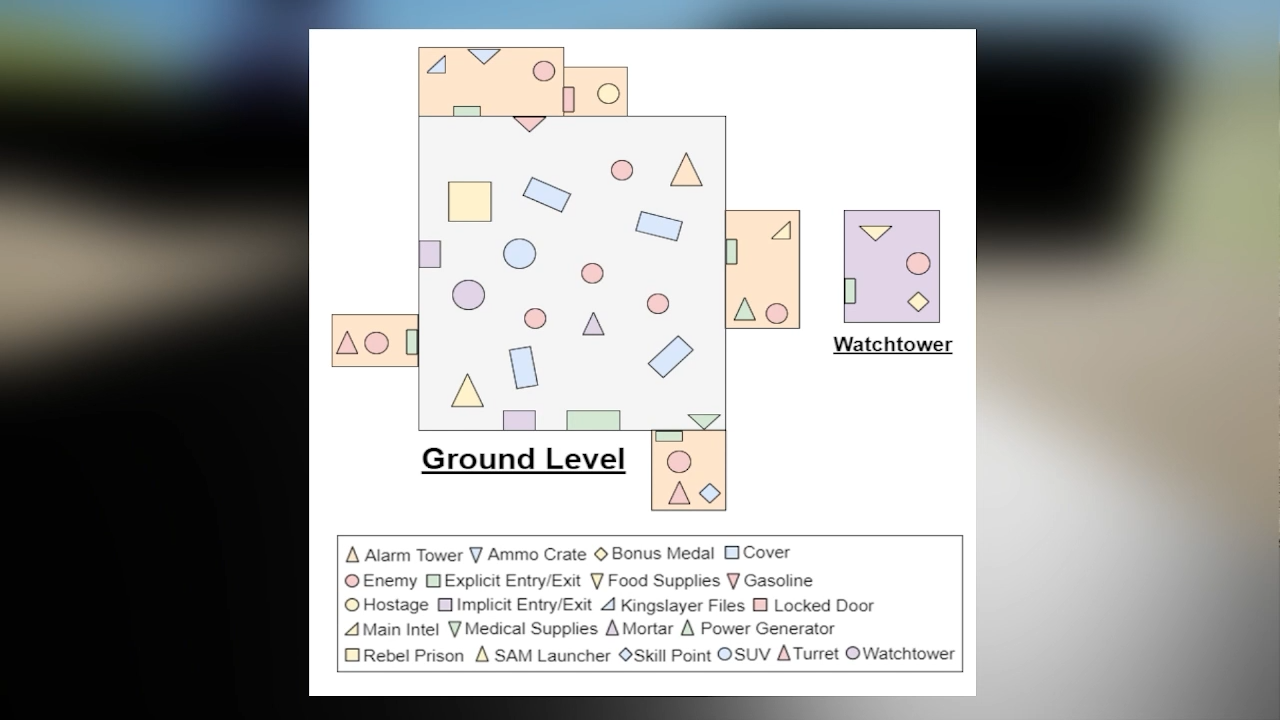 Watchtower
Ground Level
Alarm Tower Ammo Crate Bonus Medal Cover
Enemy Explicit Entry/Exit Food Supplies Gasoline
Hostage Implicit Entry/Exit Kingslayer Files Locked Door
Main Intel Medical Supplies Mortar Power Generator
Rebel Prison SAM Launcher Skill Point SUV Turret Watchtower